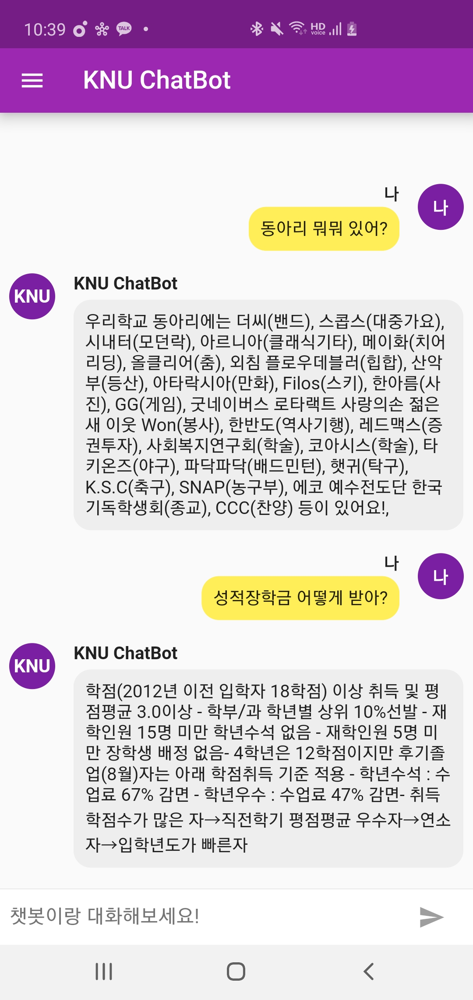 10:39
TALK
HD
voice
KNU ChatBot
나
나
동아리 뭐뭐 있어?
KNU
KNU ChatBot
우리학교 동아리에는 더씨(밴드), 스콥스(대중가요),
시내터(모던락), 아르니아(클래식기타), 메이화(치어
리딩), 올클리어(춤), 외침 플로우데블러(힙합), 산악
부(등산), 아타락시아(만화), Filos(스키), 한아름(사
진), GG(게임), 굿네이버스 로타랙트 사랑의손 젊은
새 이웃 Won(봉사), 한반도(역사기행), 레드맥스(증
권투자), 사회복지연구회(학술), 코아시스(학술), 타
키온즈(야구), 파닥파닥(배드민턴), 햇귀(탁구),
K.S.C(축구), SNAP(농구부), 에코 예수전도단 한국
기독학생회(종교), CCC(찬양) 등이 있어요!,
나
나
성적장학금 어떻게 받아?
KNU
KNU ChatBot
학점(2012년 이전 입학자 18학점) 이상 취득 및 평
점평균 3.0이상 - 학부/과 학년별 상위 10%선발 - 재
학인원 15명 미만 학년수석 없음 - 재학인원 5명 미
만 장학생 배정 없음- 4학년은 12학점이지만 후기졸
업(8월)자는 아래 학점취득 기준 적용 - 학년수석 : 수
업료 67% 감면 - 학년우수 : 수업료 47% 감면- 취득
학점수가 많은 자→직전학기 평점평균 우수자→연소
자→입학년도가 빠른자
챗봇이랑 대화해보세요!